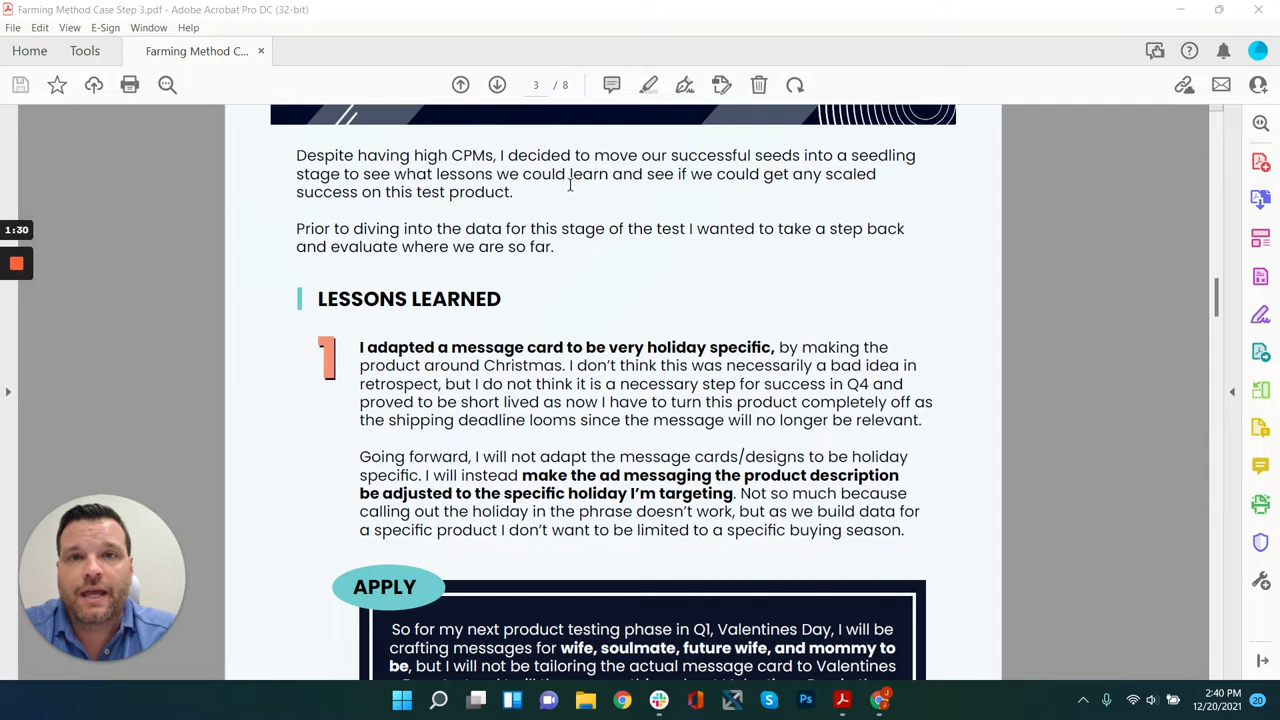 Farming Method Case Step 3.pdf - Adobe Acrobat Pro DC (32-bit)
File Edit View E-Sign Window Help
Home Tools Farming Method C... ×
3 / 8
Despite having high CPMs, I decided to move our successful seeds into a seedling
stage to see what lessons we could learn and see if we could get any scaled
success on this test product.
1:30
Prior to diving into the data for this stage of the test I wanted to take a step back
and evaluate where we are so far.
LESSONS LEARNED
1
I adapted a message card to be very holiday specific, by making the
product around Christmas. I don't think this was necessarily a bad idea in
retrospect, but I do not think it is a necessary step for success in Q4 and
proved to be short lived as now I have to turn this product completely off as
the shipping deadline looms since the message will no longer be relevant.
Going forward, I will not adapt the message cards/designs to be holiday
specific. I will instead make the ad messaging the product description
be adjusted to the specific holiday I'm targeting. Not so much because
calling out the holiday in the phrase doesn't work, but as we build data for
a specific product I don't want to be limited to a specific buying season.
APPLY
So for my next product testing phase in Q1, Valentines Day, I will be
crafting messages for wife, soulmate, future wife, and mommy to
be, but I will not be tailoring the actual message card to Valentines
2:40 PM
12/20/2021
20